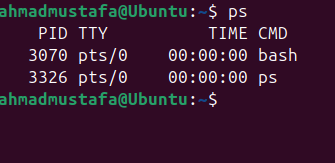 ahmadmustafa@Ubuntu:~$ ps
    PID TTY          TIME CMD
   3070 pts/0    00:00:00 bash
   3326 pts/0    00:00:00 ps
ahmadmustafa@Ubuntu:~$